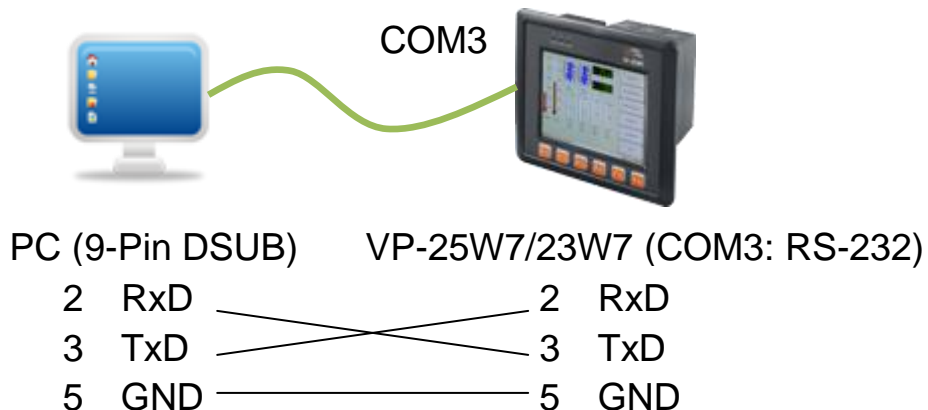 COM3
PC (9-Pin DSUB) VP-25W7/23W7 (COM3: RS-232)
2 RxD 2 RxD
3 TxD 3 TxD
5 GND 5 GND